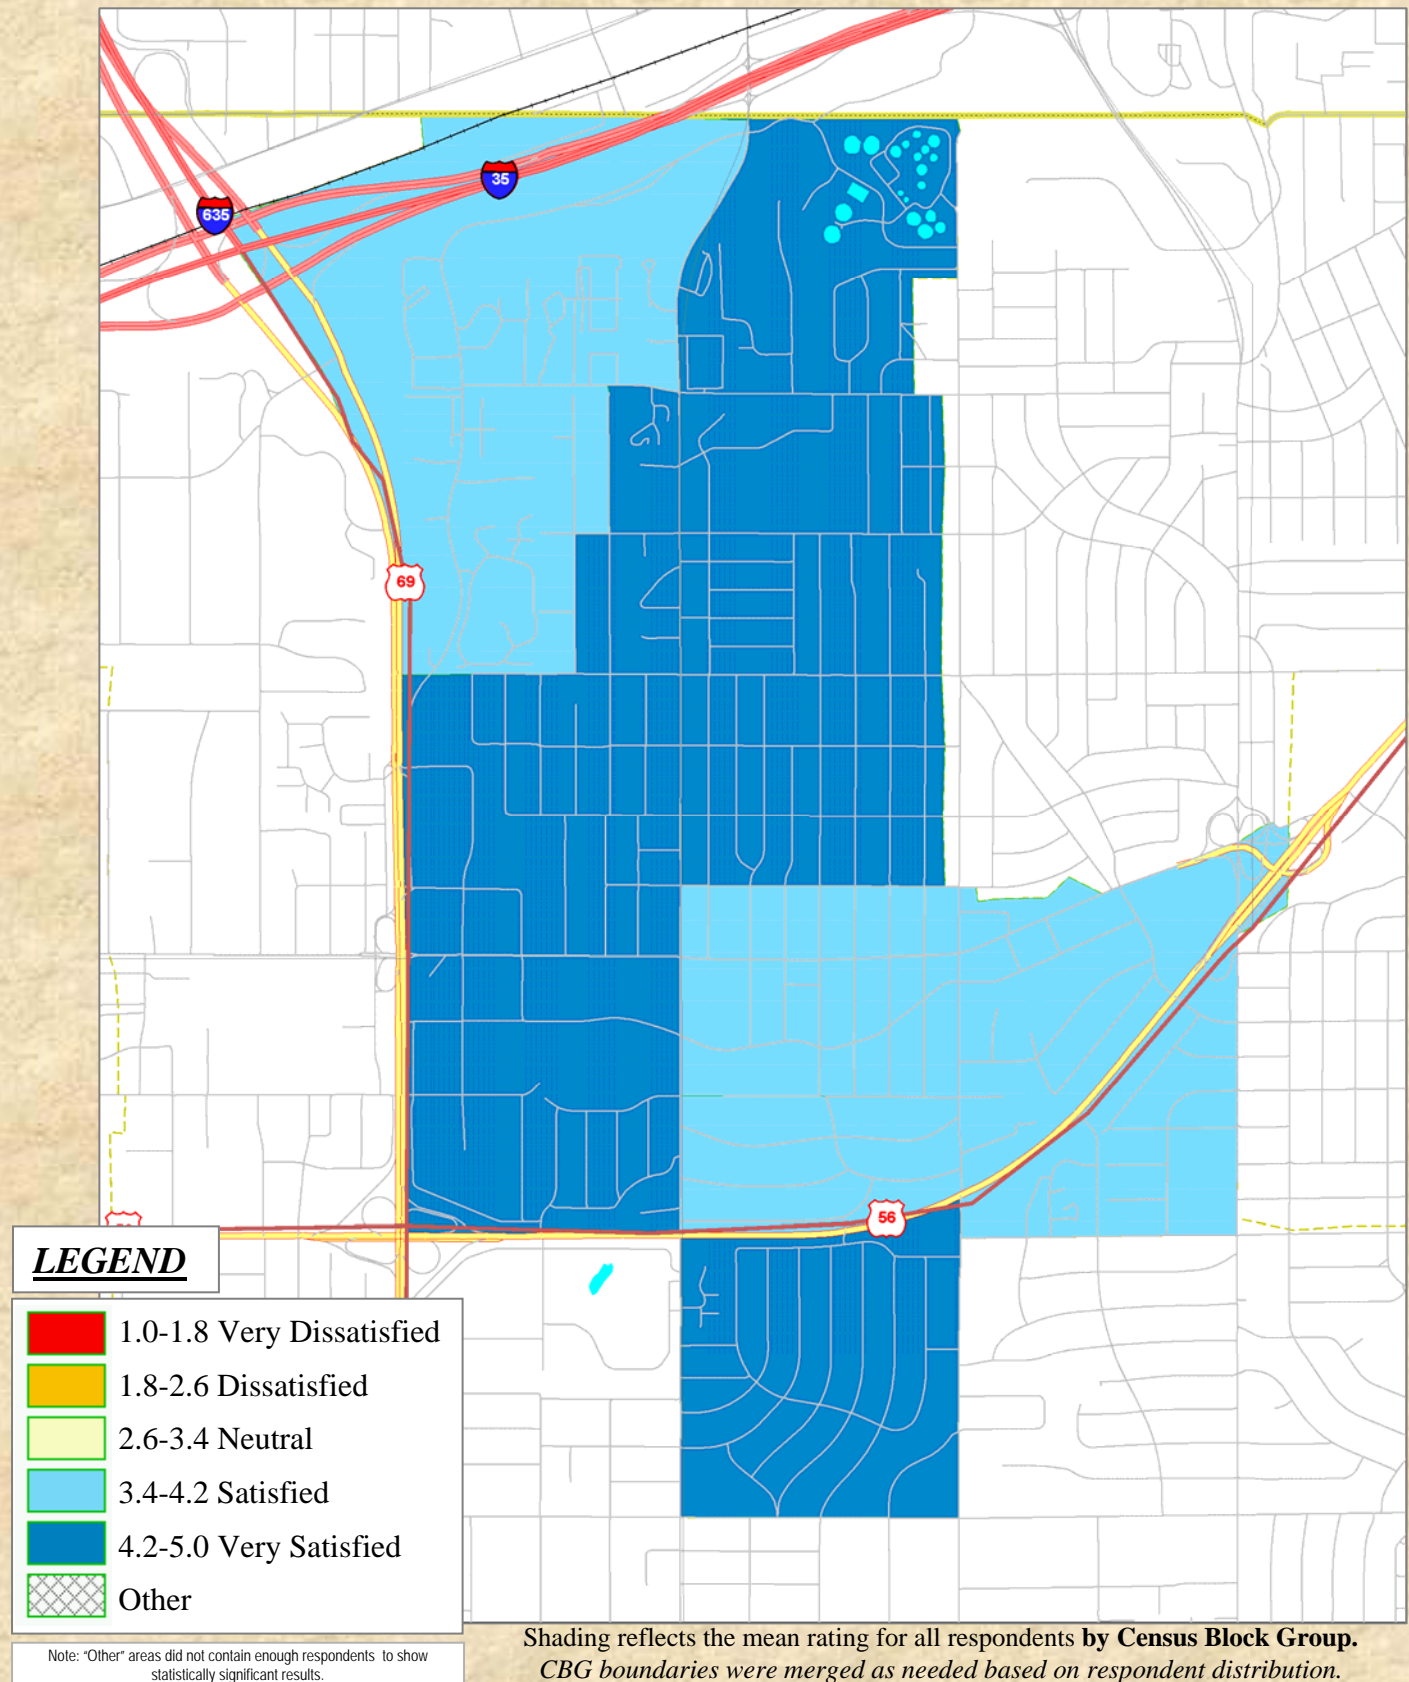 35
635
69
56
LEGEND
1.0-1.8 Very Dissatisfied
1.8-2.6 Dissatisfied
2.6-3.4 Neutral
3.4-4.2 Satisfied
4.2-5.0 Very Satisfied
Other
Note: "Other" areas did not contain enough respondents to show
statistically significant results.
Shading reflects the mean rating for all respondents by Census Block Group.
CBG boundaries were merged as needed based on respondent distribution.